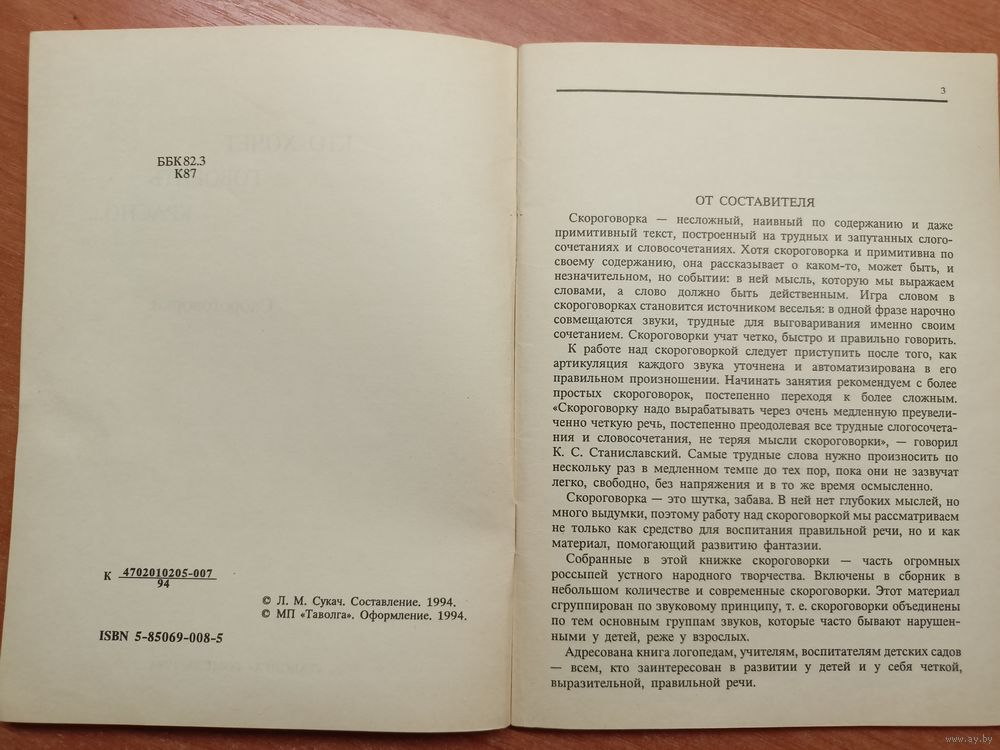 ББК 82.3
К87
К 4702010205-007
94
© Л. М. Сукач. Составление. 1994.
© МП «Таволга». Оформление. 1994.
ISBN 5-85069-008-5
3
ОТ СОСТАВИТЕЛЯ
Скороговорка — несложный, наивный по содержанию и даже
примитивный текст, построенный на трудных и запутанных слого-
сочетаниях и словосочетаниях. Хотя скороговорка и примитивна по
своему содержанию, она рассказывает о каком-то, может быть, и
незначительном, но событии: в ней мысль, которую мы выражаем
словами, а слово должно быть действенным. Игра словом в
скороговорках становится источником веселья: в одной фразе нарочно
совмещаются звуки, трудные для выговаривания именно своим
сочетанием. Скороговорки учат четко, быстро и правильно говорить.
К работе над скороговоркой следует приступить после того, как
артикуляция каждого звука уточнена и автоматизирована в его
правильном произношении. Начинать занятия рекомендуем с более
простых скороговорок, постепенно переходя к более сложным.
«Скороговорку надо вырабатывать через очень медленную преувели-
ченно четкую речь, постепенно преодолевая все трудные слогосочета-
ния и словосочетания, не теряя мысли скороговорки», — говорил
К. С. Станиславский. Самые трудные слова нужно произносить по
нескольку раз в медленном темпе до тех пор, пока они не зазвучат
легко, свободно, без напряжения и в то же время осмысленно.
Скороговорка — это шутка, забава. В ней нет глубоких мыслей, но
много выдумки, поэтому работу над скороговоркой мы рассматриваем
не только как средство для воспитания правильной речи, но и как
материал, помогающий развитию фантазии.
Собранные в этой книжке скороговорки — часть огромных
россыпей устного народного творчества. Включены в сборник в
небольшом количестве и современные скороговорки. Этот материал
сгруппирован по звуковому принципу, т. е. скороговорки объединены
по тем основным группам звуков, которые часто бывают нарушен-
ными у детей, реже у взрослых.
Адресована книга логопедам, учителям, воспитателям детских садов
— всем, кто заинтересован в развитии у детей и у себя четкой,
выразительной, правильной речи.
www.ay.by